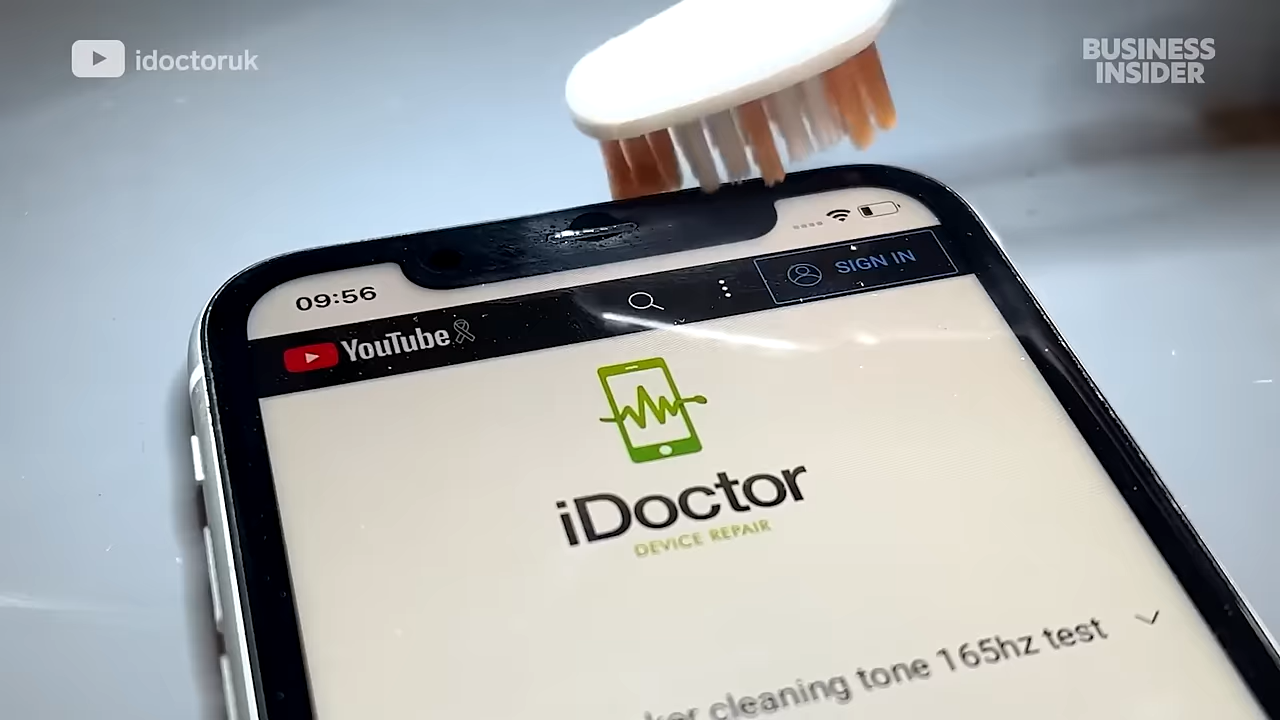 idoctoruk
BUSINESS
INSIDER
09:56
YouTube
SIGN IN
iDoctor
DEVICE REPAIR
cleaning tone 165hz test